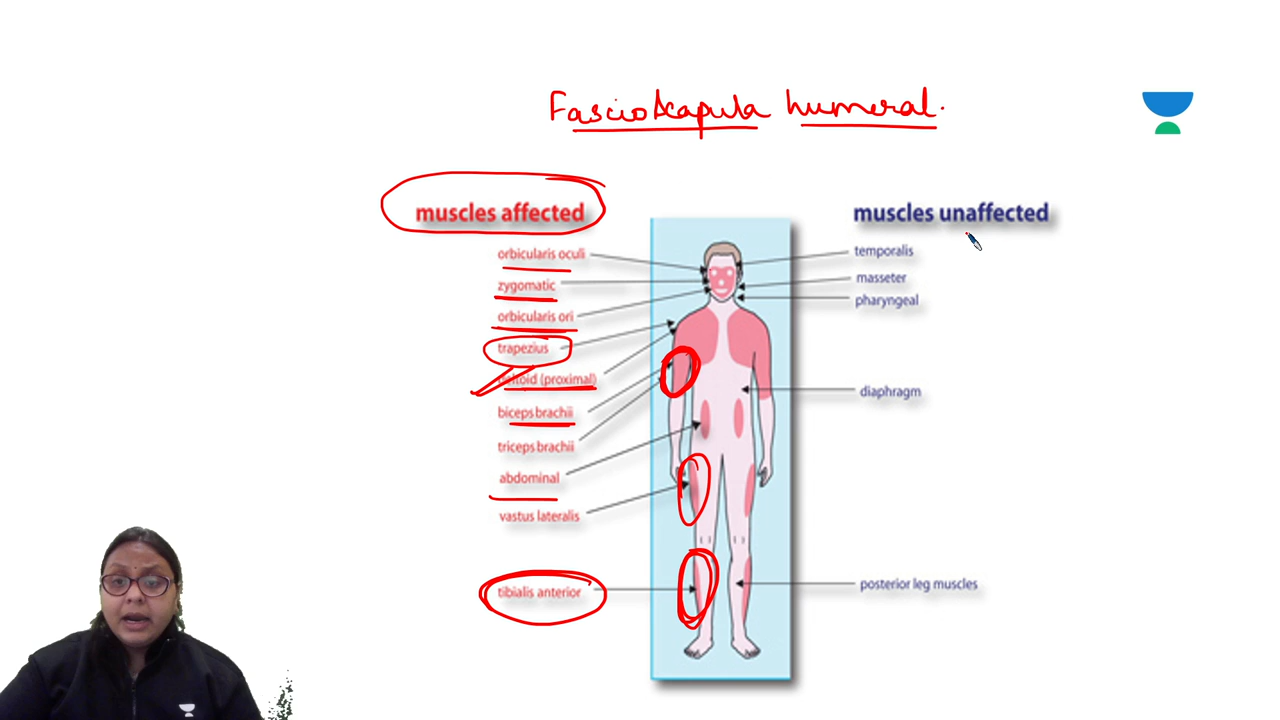 Fascioscapula humeral.
muscles affected
muscles unaffected
orbicularis oculi
zygomatic
orbicularis ori
trapezius
deltoid (proximal)
biceps brachii
triceps brachii
abdominal
vastus lateralis
tibialis anterior
temporalis
masseter
pharyngeal
diaphragm
posterior leg muscles